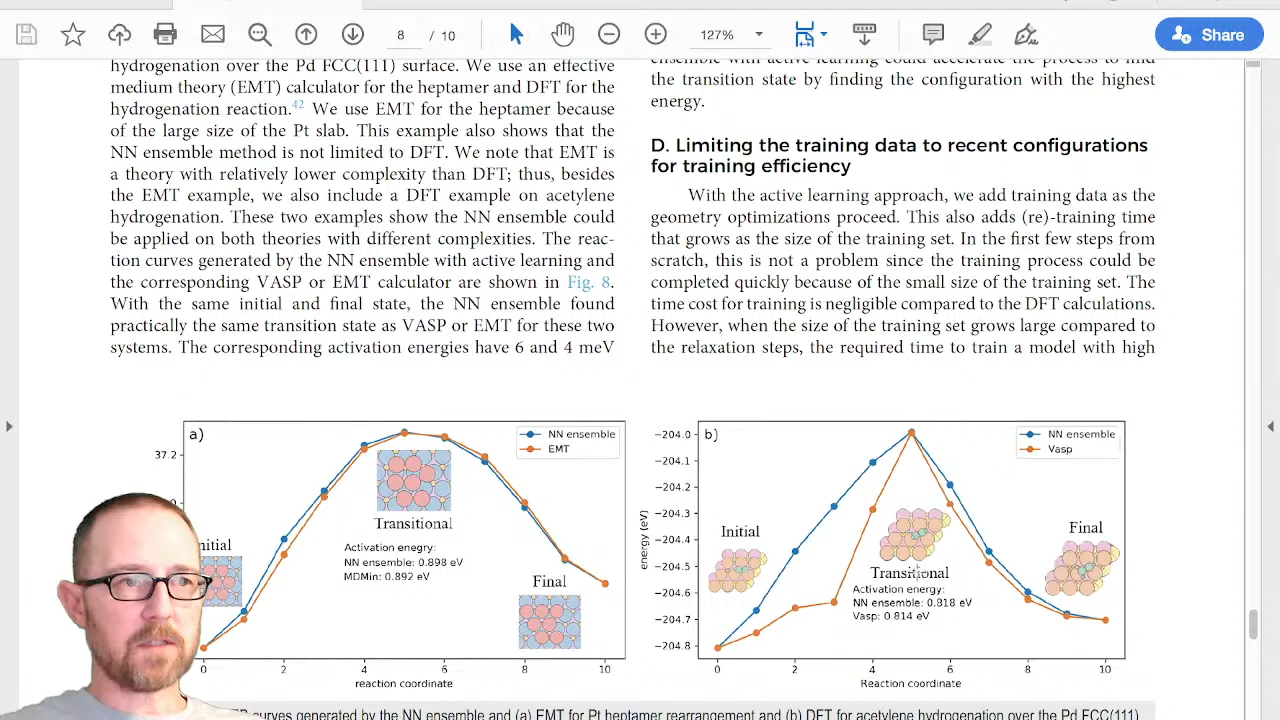 8 / 10
127%
Share
hydrogenation over the Pd FCC(111) surface. We use an effective
medium theory (EMT) calculator for the heptamer and DFT for the
hydrogenation reaction.42 We use EMT for the heptamer because
of the large size of the Pt slab. This example also shows that the
NN ensemble method is not limited to DFT. We note that EMT is
a theory with relatively lower complexity than DFT; thus, besides
the EMT example, we also include a DFT example on acetylene
hydrogenation. These two examples show the NN ensemble could
be applied on both theories with different complexities. The reac-
tion curves generated by the NN ensemble with active learning and
the corresponding VASP or EMT calculator are shown in Fig. 8.
With the same initial and final state, the NN ensemble found
practically the same transition state as VASP or EMT for these two
systems. The corresponding activation energies have 6 and 4 meV
ensemble with active learning could accelerate the process to find
the transition state by finding the configuration with the highest
energy.
D. Limiting the training data to recent configurations
for training efficiency
With the active learning approach, we add training data as the
geometry optimizations proceed. This also adds (re)-training time
that grows as the size of the training set. In the first few steps from
scratch, this is not a problem since the training process could be
completed quickly because of the small size of the training set. The
time cost for training is negligible compared to the DFT calculations.
However, when the size of the training set grows large compared to
the relaxation steps, the required time to train a model with high
a)
NN ensemble
EMT
37.2
Transitional
Activation enegry:
NN ensemble: 0.898 eV
MDMin: 0.892 eV
Final
0 2 4 6 8 10
reaction coordinate
b)
NN ensemble
Vasp
−204.0
−204.1
−204.2
−204.3
−204.4
−204.5
−204.6
−204.7
−204.8
energy (eV)
Initial
Transitional
Activation energy:
NN ensemble: 0.818 eV
Vasp: 0.814 eV
Final
0 2 4 6 8 10
Reaction coordinate
curves generated by the NN ensemble and (a) EMT for Pt heptamer rearrangement and (b) DFT for acetylene hydrogenation over the Pd FCC(111)